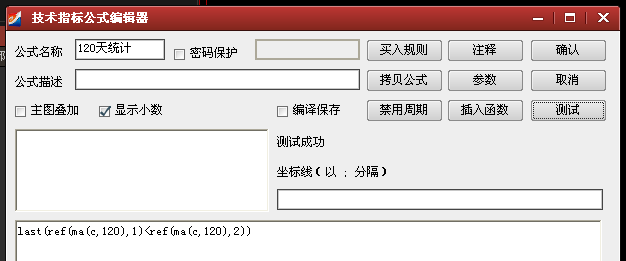 技术指标公式编辑器
公式名称 120天统计 密码保护 买入规则 注释 确认
公式描述 拷贝公式 参数 取消
主图叠加 显示小数 编译保存 禁用周期 插入函数 测试
测试成功
坐标线(以 ; 分隔)
last(ref(ma(c,120),1)<ref(ma(c,120),2))